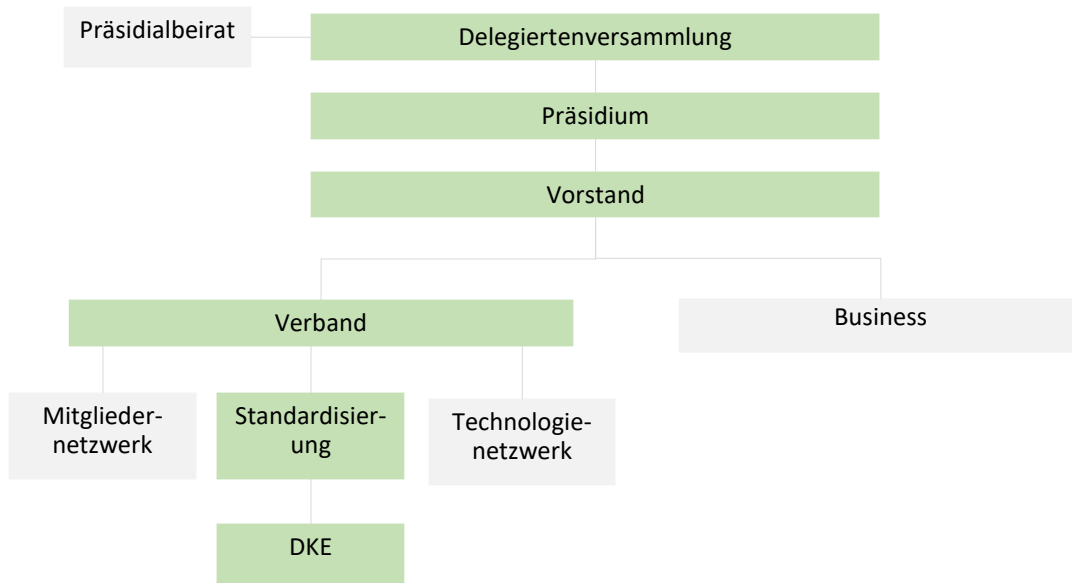 Präsidialbeirat
Delegiertenversammlung
Präsidium
Vorstand
Verband
Business
Mitglieder-
netzwerk
Standardisier-
ung
Technologie-
netzwerk
DKE